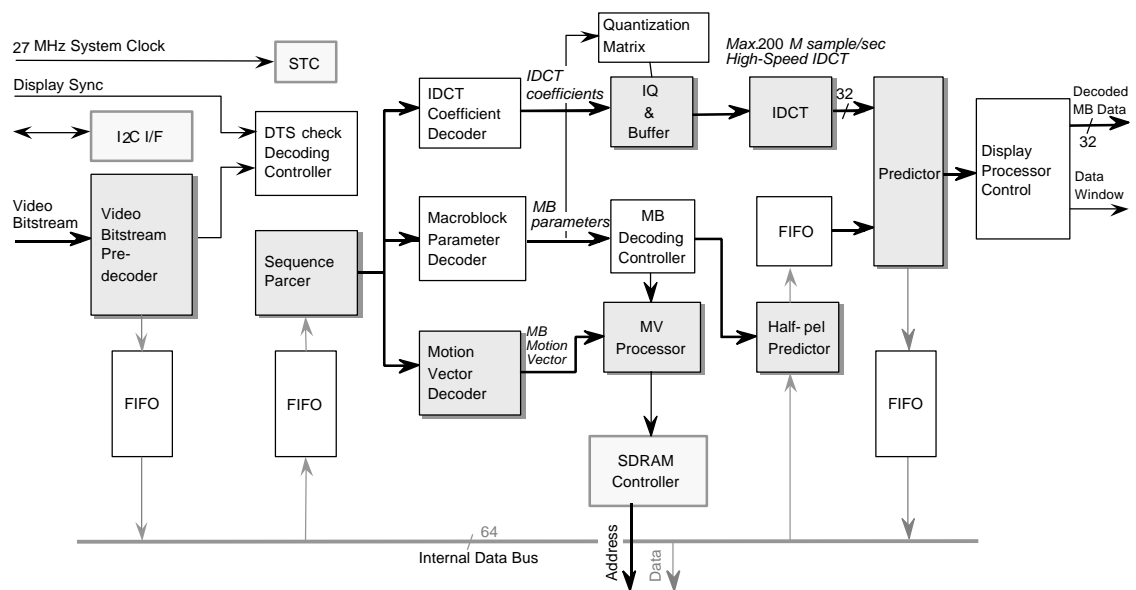 27 MHz System Clock
STC
Display Sync
I2C I/F
DTS check
Decoding
Controller
Video
Bitstream
Video
Bitstream
Pre-
decoder
Sequence
Parcer
FIFO
FIFO
IDCT
Coefficient
Decoder
IDCT
coefficients
Quantization
Matrix
IQ
&
Buffer
Max.200 M sample/sec
High-Speed IDCT
IDCT
32
Predictor
Display
Processor
Control
Decoded
MB Data
32
Data
Window
Macroblock
Parameter
Decoder
MB
parameters
MB
Decoding
Controller
FIFO
Motion
Vector
Decoder
MB
Motion
Vector
MV
Processor
Half-pel
Predictor
FIFO
SDRAM
Controller
64
Internal Data Bus
Address
Data